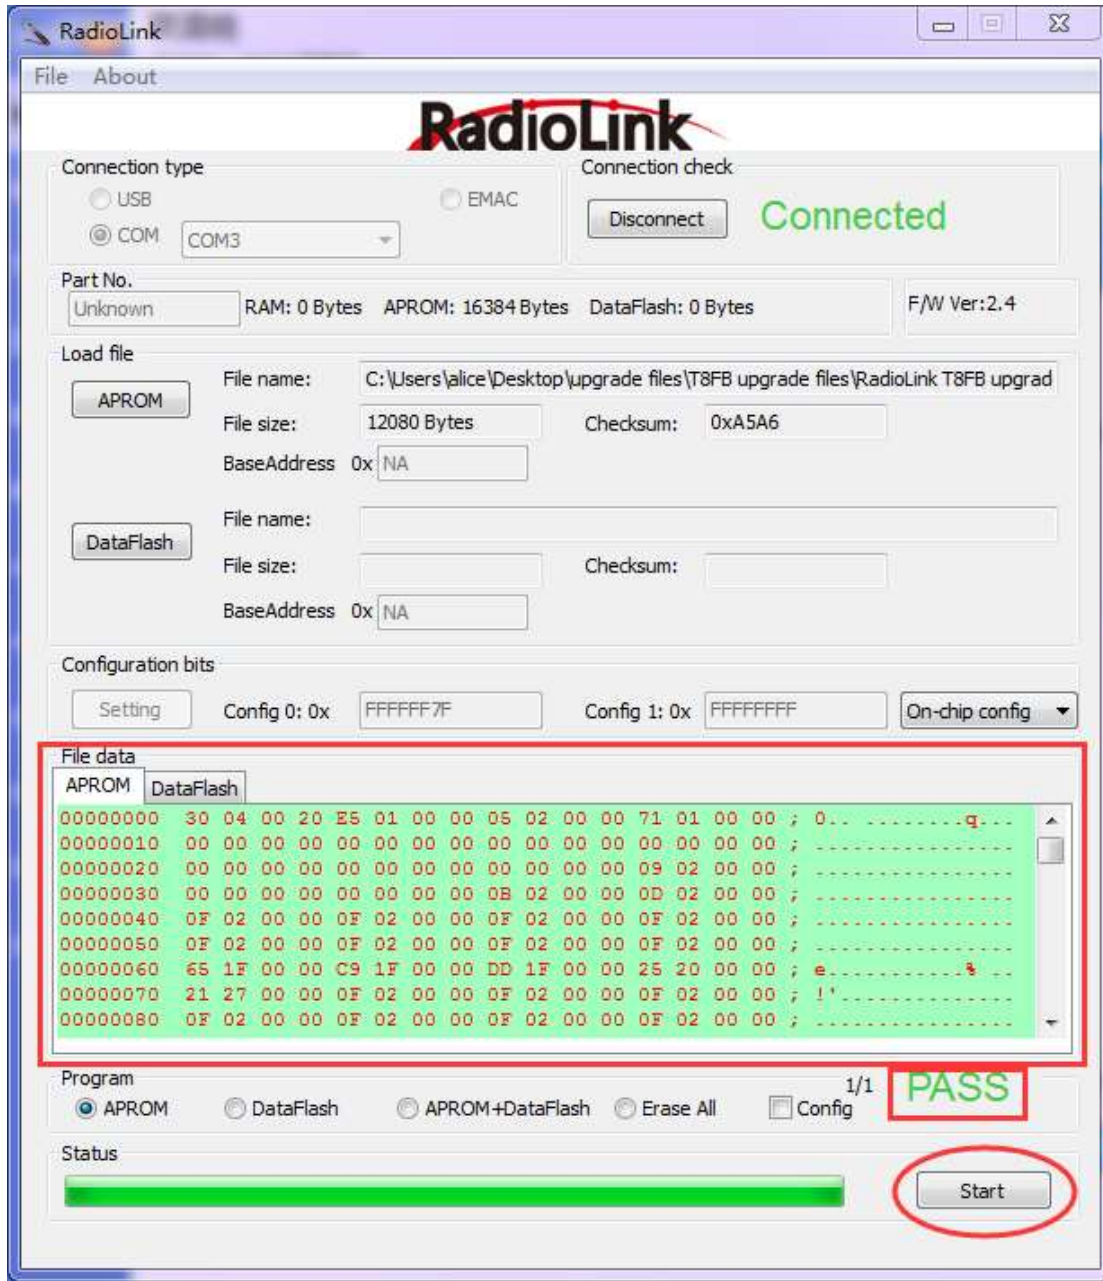 RadioLink
File About
RadioLink
Connection type
Connection check
USB
EMAC
COM
COM3
Disconnect
Connected
Part No.
Unknown
RAM: 0 Bytes APROM: 16384 Bytes DataFlash: 0 Bytes
F/W Ver:2.4
Load file
APROM
File name: C:\Users\alice\Desktop\upgrade files\T8FB upgrade files\RadioLink T8FB upgrad
File size: 12080 Bytes Checksum: 0xA5A6
BaseAddress 0x NA
DataFlash
File name:
File size: Checksum:
BaseAddress 0x NA
Configuration bits
Setting Config 0: 0x FFFFFF7F Config 1: 0x FFFFFFFF On-chip config
File data
APROM DataFlash
00000000 30 04 00 20 E5 01 00 00 05 02 00 00 71 01 00 00 ; 0.. .........q...
00000010 00 00 00 00 00 00 00 00 00 00 00 00 00 00 00 00 ; ................
00000020 00 00 00 00 00 00 00 00 00 00 00 00 09 02 00 00 ; ................
00000030 00 00 00 00 00 00 00 00 0B 02 00 00 0D 02 00 00 ; ................
00000040 0F 02 00 00 0F 02 00 00 0F 02 00 00 0F 02 00 00 ; ................
00000050 0F 02 00 00 0F 02 00 00 0F 02 00 00 0F 02 00 00 ; ................
00000060 65 1F 00 00 C9 1F 00 00 DD 1F 00 00 25 20 00 00 ; e...........% ..
00000070 21 27 00 00 0F 02 00 00 0F 02 00 00 0F 02 00 00 ; !'..............
00000080 0F 02 00 00 0F 02 00 00 0F 02 00 00 0F 02 00 00 ; ................
Program
1/1
PASS
APROM DataFlash APROM+DataFlash Erase All Config
Status
Start